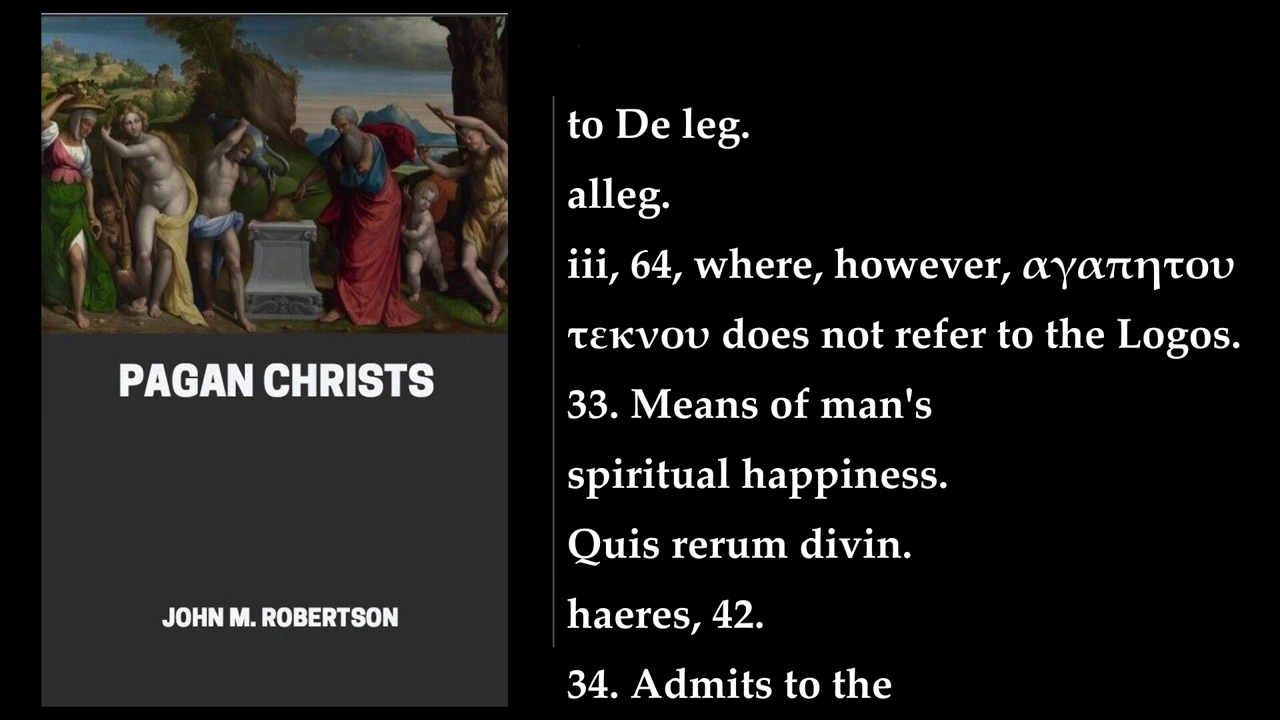 PAGAN CHRISTS
JOHN M. ROBERTSON
to De leg.
alleg.
iii, 64, where, however, αγαπητου
τεκνου does not refer to the Logos.
33. Means of man's
spiritual happiness.
Quis rerum divin.
haeres, 42.
34. Admits to the